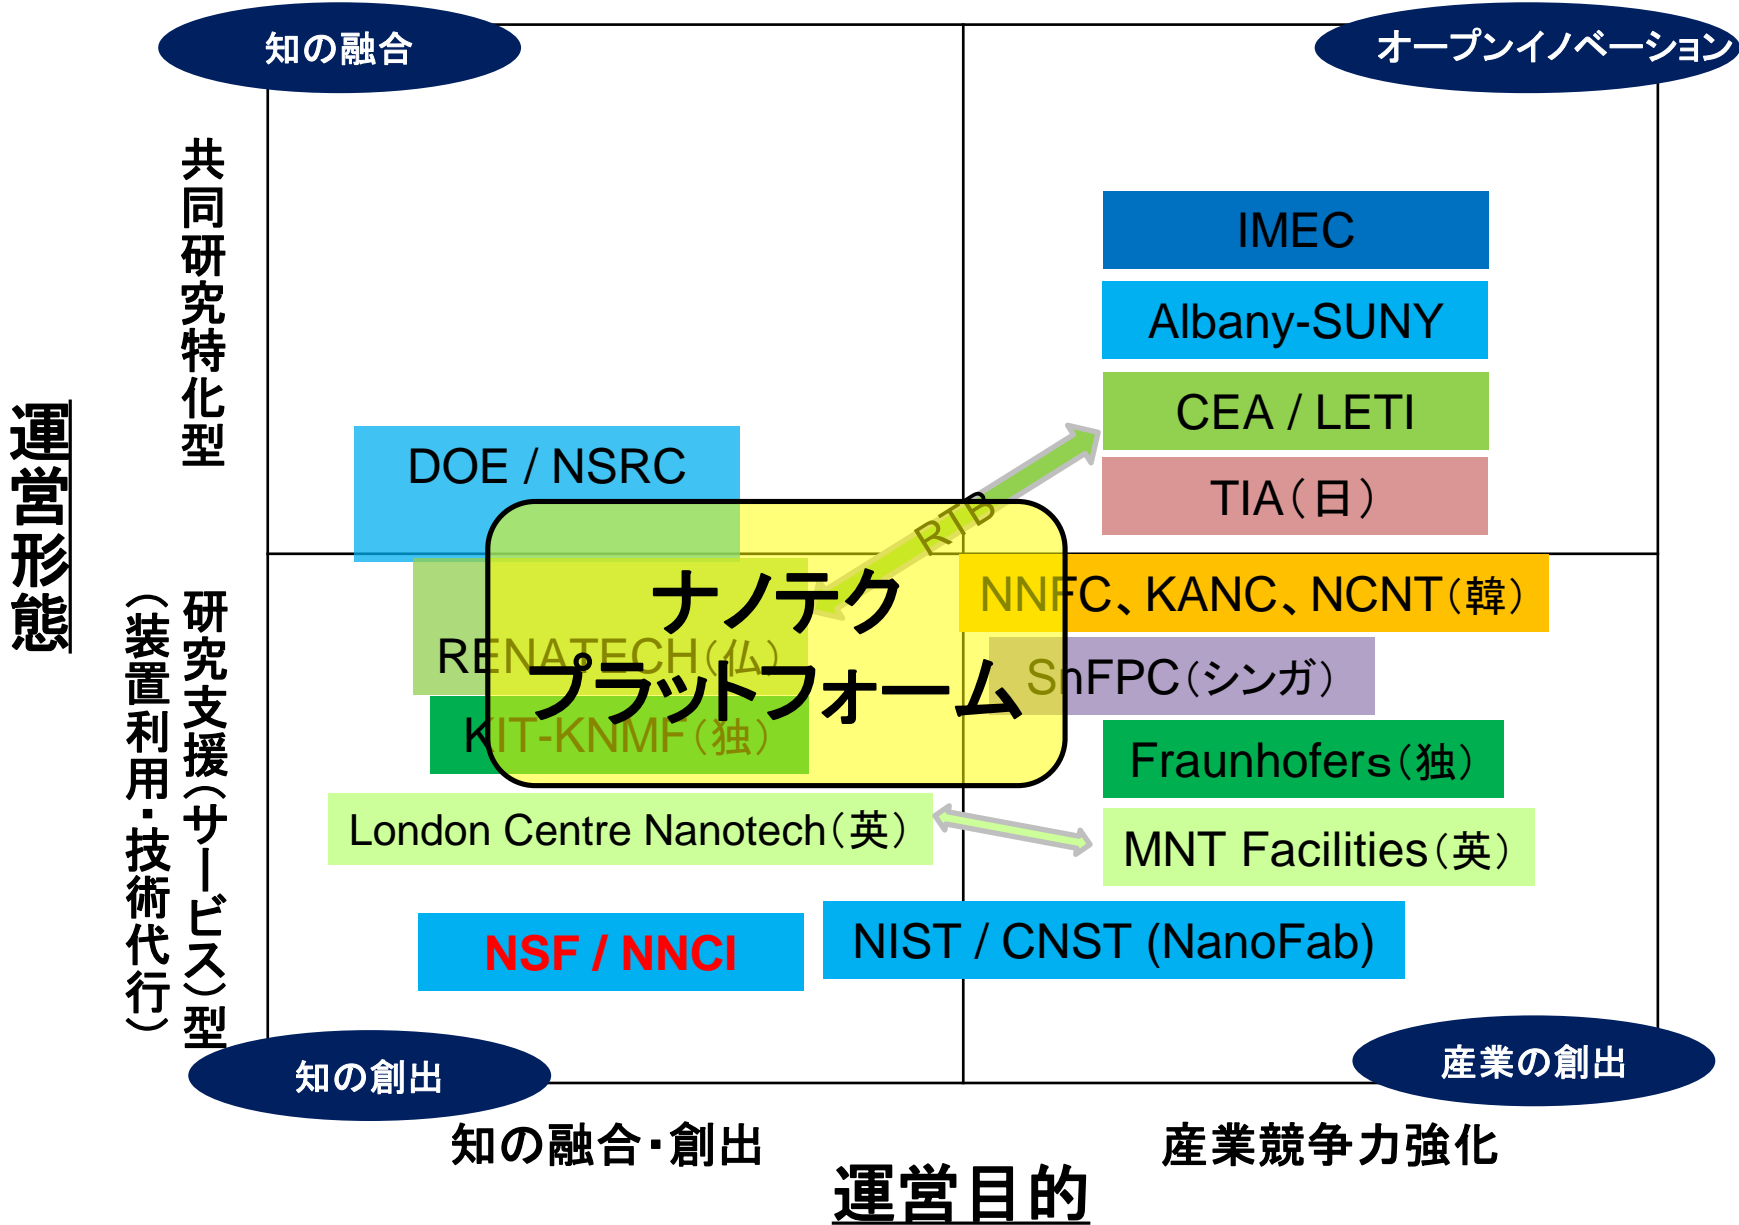 知の融合
オープンイノベーション
共同研究特化型
運営形態
研究支援（サービス）型
（装置利用・技術代行）
IMEC
Albany-SUNY
CEA / LETI
TIA（日）
DOE / NSRC
RTB
ナノテク
プラットフォーム
NNFC、KANC、NCNT（韓）
RENATECH（仏）
SnFPC（シンガ）
KIT-KNMF（独）
Fraunhofers（独）
London Centre Nanotech（英）
MNT Facilities（英）
NSF / NNCI
NIST / CNST (NanoFab)
知の創出
産業の創出
知の融合・創出
産業競争力強化
運営目的